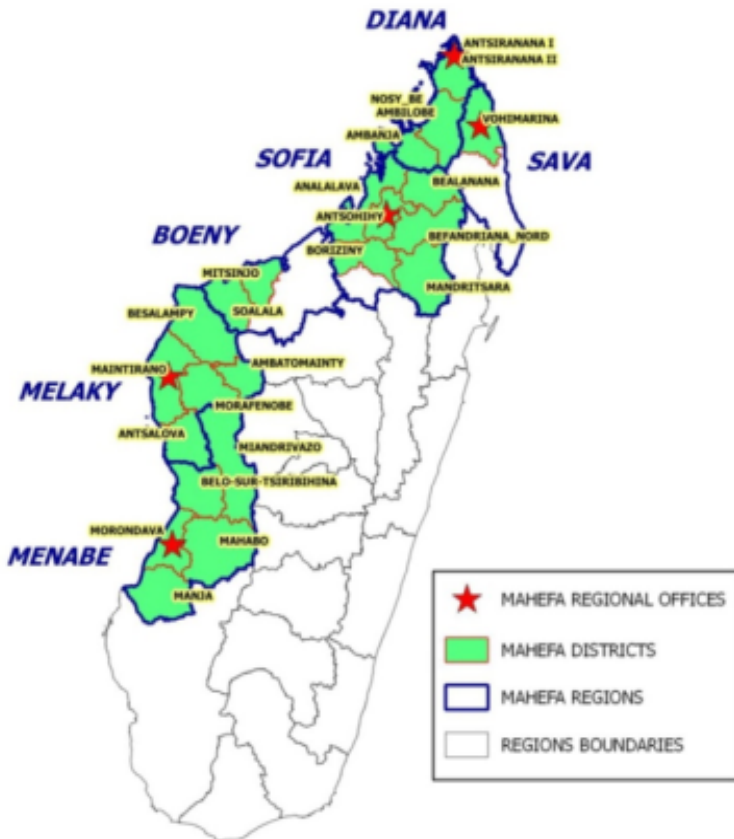 DIANA
ANTSIRANANA I
ANTSIRANANA II
NOSY_BE
AMBILOBE
VOHIMARINA
AMBANJA
SOFIA
SAVA
ANALALAVA
BEALANANA
ANTSOHIHY
BOENY
BORIZINY
BEFANDRIANA_NORD
MITSINJO
MANDRITSARA
BESALAMPY
SOALALA
AMBATOMAINTY
MAINTIRANO
MELAKY
MORAFENOBE
ANTSALOVA
MIANDRIVAZO
BELO-SUR-TSIRIBIHINA
MORONDAVA
MAHABO
MENABE
MANJA
MAHEFA REGIONAL OFFICES
MAHEFA DISTRICTS
MAHEFA REGIONS
REGIONS BOUNDARIES